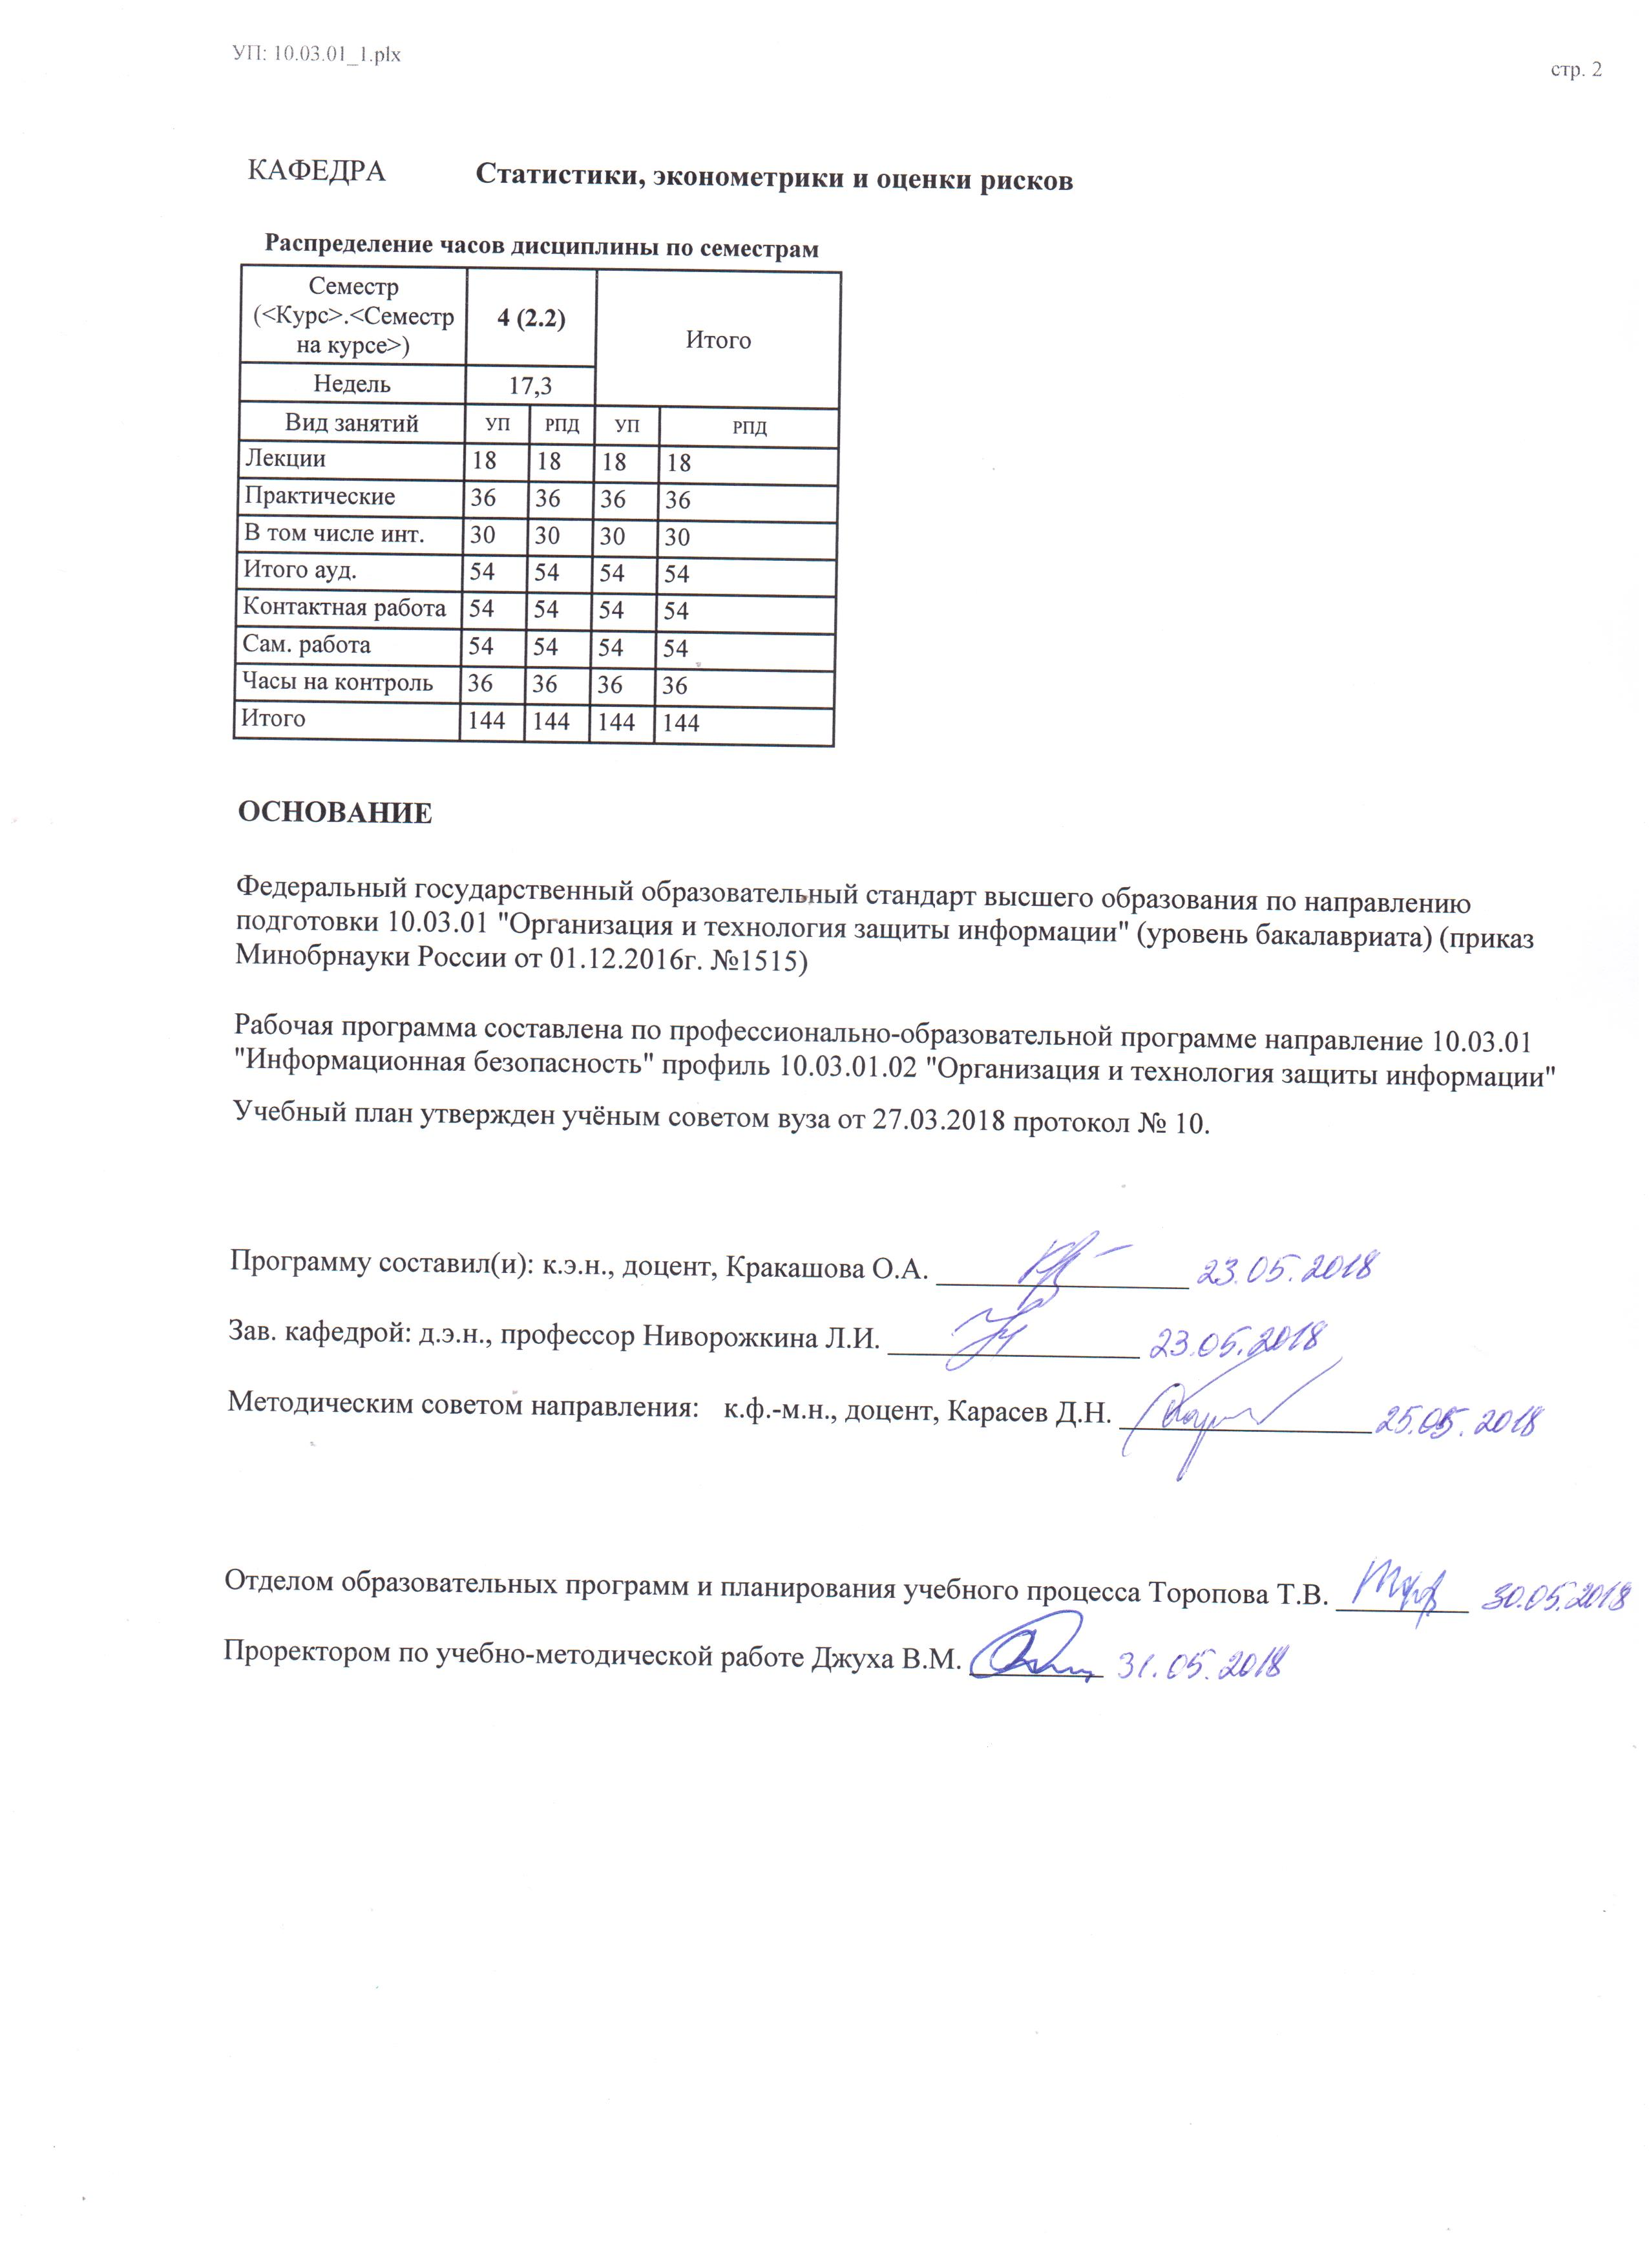 УП: 10.03.01_1.plx
стр. 2
КАФЕДРА Статистики, эконометрики и оценки рисков
Распределение часов дисциплины по семестрам
Семестр
(<Курс>.<Семестр
на курсе>)
4 (2.2)
Итого
Недель 17,3
Вид занятий УП РПД УП РПД
Лекции 18 18 18 18
Практические 36 36 36 36
В том числе инт. 30 30 30 30
Итого ауд. 54 54 54 54
Контактная работа 54 54 54 54
Сам. работа 54 54 54 54
Часы на контроль 36 36 36 36
Итого 144 144 144 144
ОСНОВАНИЕ
Федеральный государственный образовательный стандарт высшего образования по направлению
подготовки 10.03.01 "Организация и технология защиты информации" (уровень бакалавриата) (приказ
Минобрнауки России от 01.12.2016г. №1515)
Рабочая программа составлена по профессионально-образовательной программе направление 10.03.01
"Информационная безопасность" профиль 10.03.01.02 "Организация и технология защиты информации"
Учебный план утвержден учёным советом вуза от 27.03.2018 протокол № 10.
Программу составил(и): к.э.н., доцент, Кракашова О.А. 23.05.2018
Зав. кафедрой: д.э.н., профессор Ниворожкина Л.И. 23.05.2018
Методическим советом направления: к.ф.-м.н., доцент, Карасев Д.Н. 25.05.2018
Отделом образовательных программ и планирования учебного процесса Торопова Т.В. 30.05.2018
Проректором по учебно-методической работе Джуха В.М. 31.05.2018